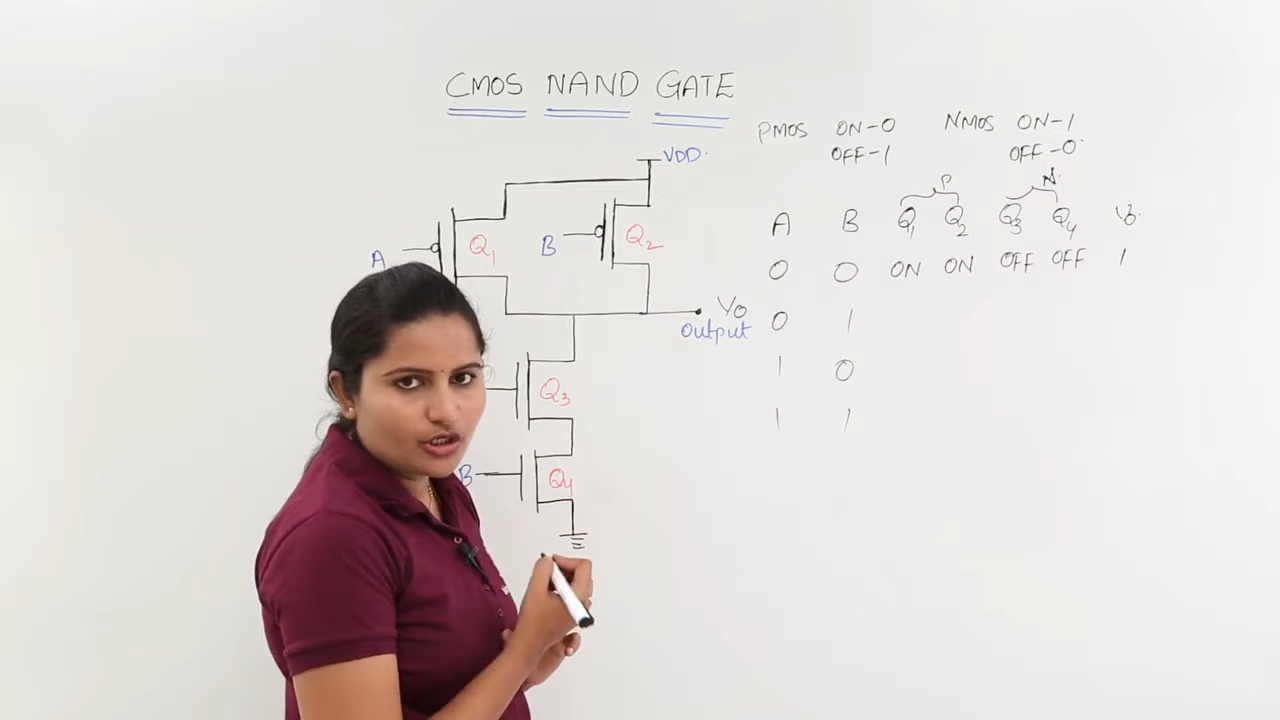 CMOS NAND GATE
PMOS ON-0 NMOS ON-1
OFF-1 OFF-0
VDD
P N
A B Q1 Q2 Q3 Q4 Vo
0 0 ON ON OFF OFF 1
0 1
1 0
1 1
A Q1 B Q2
Vo
Output
Q3
B Q4